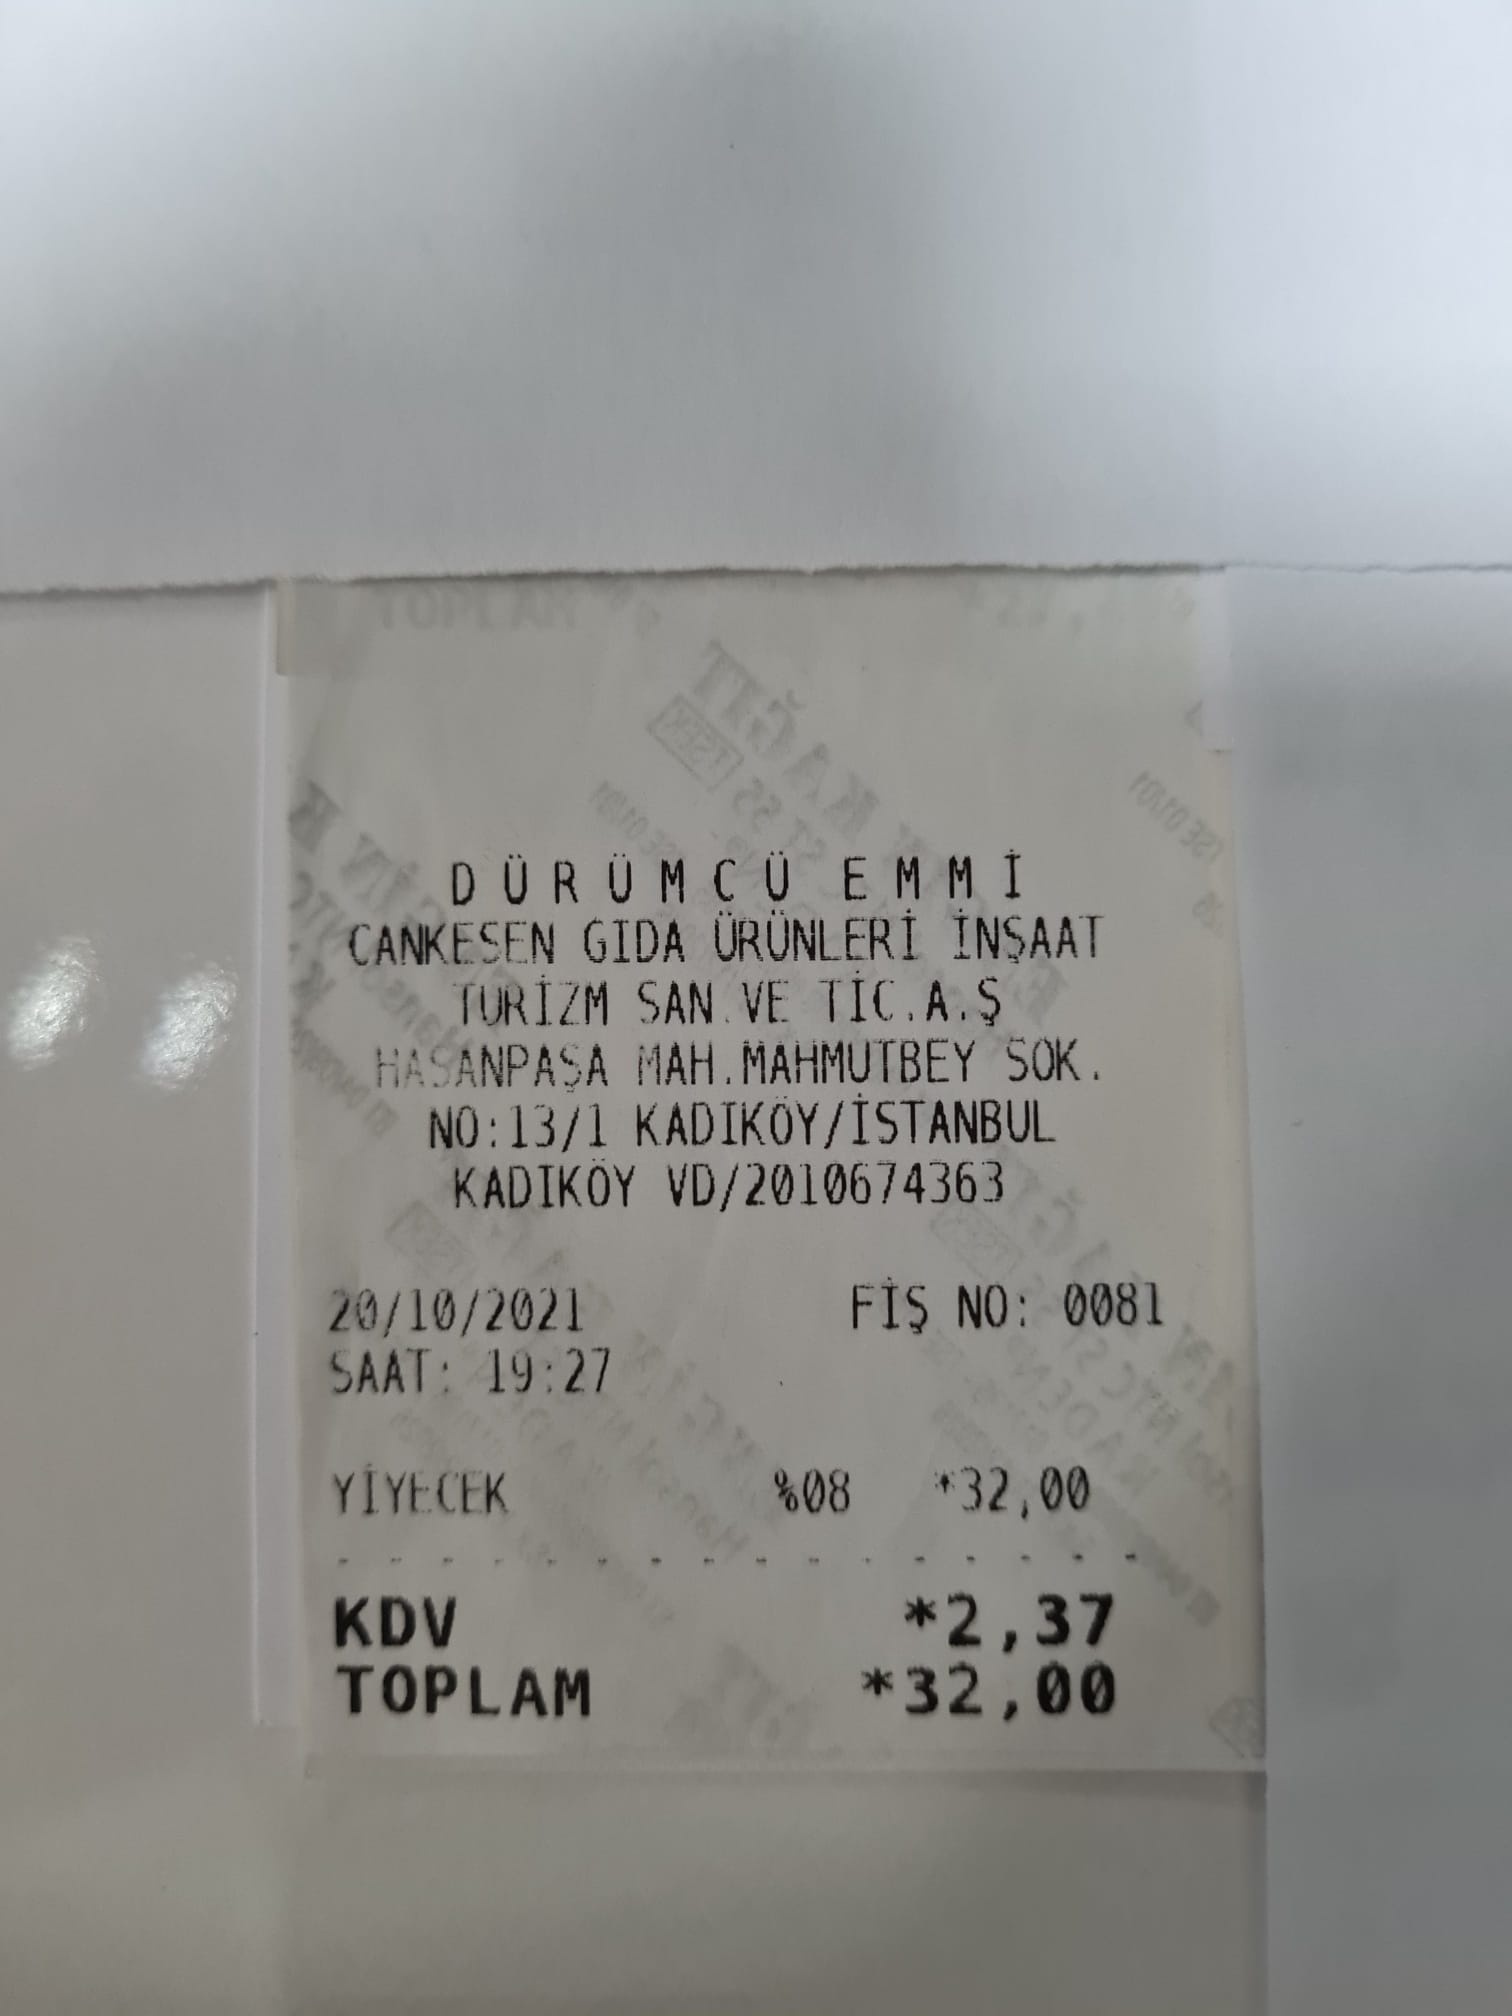 DÜRÜMCÜ EMMİ
CANKESEN GIDA ÜRÜNLERİ İNŞAAT
TURİZM SAN.VE TİC.A.Ş
HASANPAŞA MAH.MAHMUTBEY SOK.
NO:13/1 KADIKÖY/İSTANBUL
KADIKÖY VD/2010674363
20/10/2021 FİŞ NO: 0081
SAAT: 19:27
YİYECEK %08 *32,00
KDV *2,37
TOPLAM *32,00